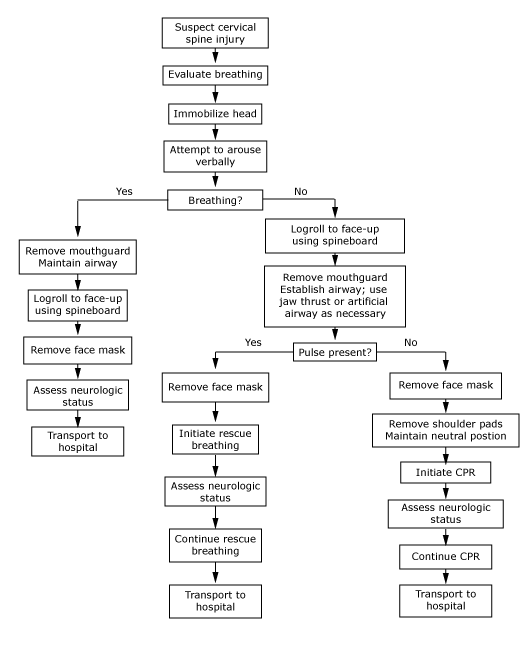 Suspect cervical
spine injury
Evaluate breathing
Immobilize head
Attempt to arouse
verbally
Breathing?
Yes
No
Remove mouthguard
Maintain airway
Logroll to face-up
using spineboard
Remove face mask
Assess neurologic
status
Transport to
hospital
Logroll to face-up
using spineboard
Remove mouthguard
Establish airway; use
jaw thrust or artificial
airway as necessary
Pulse present?
Yes
No
Remove face mask
Initiate rescue
breathing
Assess neurologic
status
Continue rescue
breathing
Transport to
hospital
Remove face mask
Remove shoulder pads
Maintain neutral postion
Initiate CPR
Assess neurologic
status
Continue CPR
Transport to
hospital